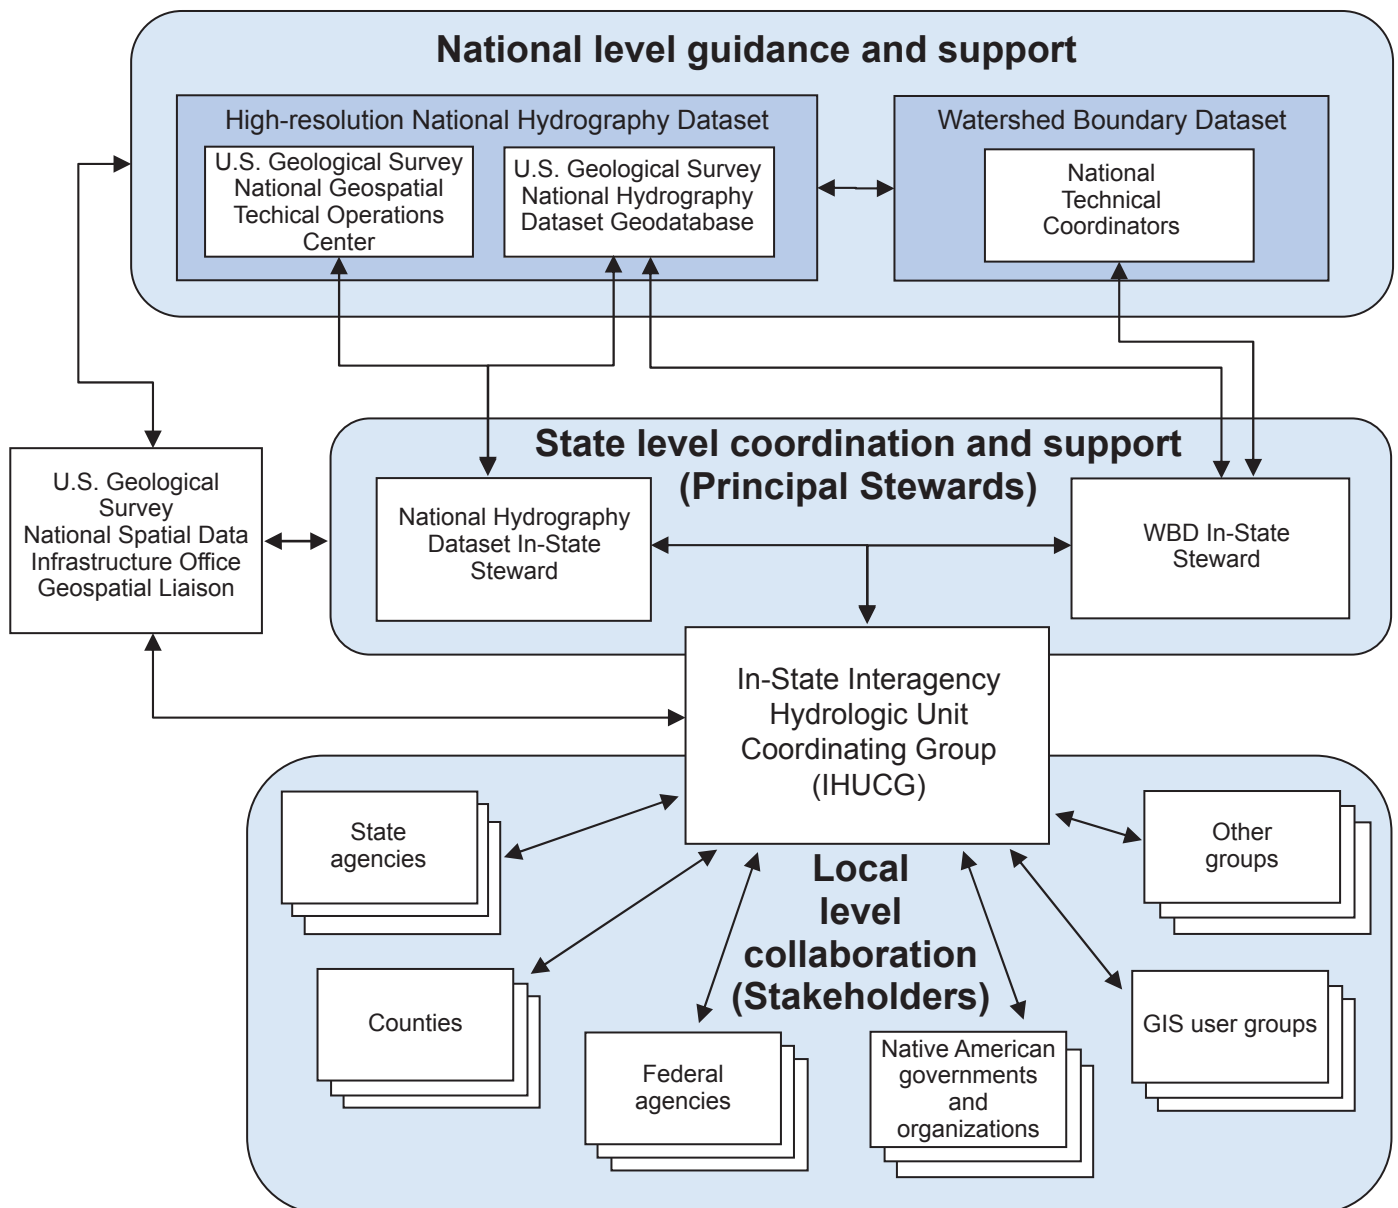 National level guidance and support
High-resolution National Hydrography Dataset
U.S. Geological Survey
National Geospatial
Techical Operations
Center
U.S. Geological Survey
National Hydrography
Dataset Geodatabase
Watershed Boundary Dataset
National
Technical
Coordinators
State level coordination and support
(Principal Stewards)
U.S. Geological
Survey
National Spatial Data
Infrastructure Office
Geospatial Liaison
National Hydrography
Dataset In-State
Steward
WBD In-State
Steward
In-State Interagency
Hydrologic Unit
Coordinating Group
(IHUCG)
State
agencies
Other
groups
Local
level
collaboration
(Stakeholders)
Counties
GIS user groups
Federal
agencies
Native American
governments
and
organizations